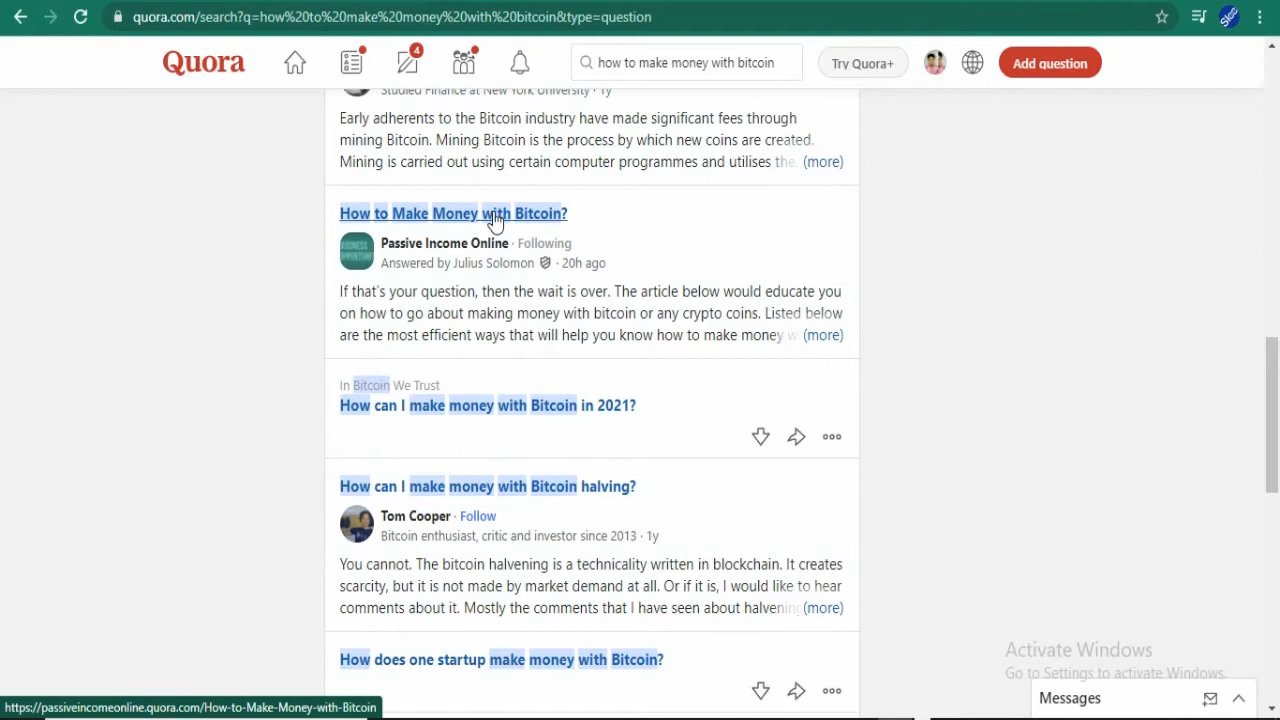 quora.com/search?q=how%20to%20make%20money%20with%20bitcoin&type=question
Quora
4
how to make money with bitcoin
Try Quora+
Add question
Studied Finance at New York University · 1y
Early adherents to the Bitcoin industry have made significant fees through
mining Bitcoin. Mining Bitcoin is the process by which new coins are created.
Mining is carried out using certain computer programmes and utilises the. (more)
How to Make Money with Bitcoin?
BUSINESS
Passive Income Online · Following
Answered by Julius Solomon · 20h ago
If that's your question, then the wait is over. The article below would educate you
on how to go about making money with bitcoin or any crypto coins. Listed below
are the most efficient ways that will help you know how to make money w (more)
In Bitcoin We Trust
How can I make money with Bitcoin in 2021?
How can I make money with Bitcoin halving?
Tom Cooper · Follow
Bitcoin enthusiast, critic and investor since 2013 · 1y
You cannot. The bitcoin halvening is a technicality written in blockchain. It creates
scarcity, but it is not made by market demand at all. Or if it is, I would like to hear
comments about it. Mostly the comments that I have seen about halvening (more)
How does one startup make money with Bitcoin?
Activate Windows
Go to Settings to activate Windows.
Messages
https://passiveincomeonline.quora.com/How-to-Make-Money-with-Bitcoin